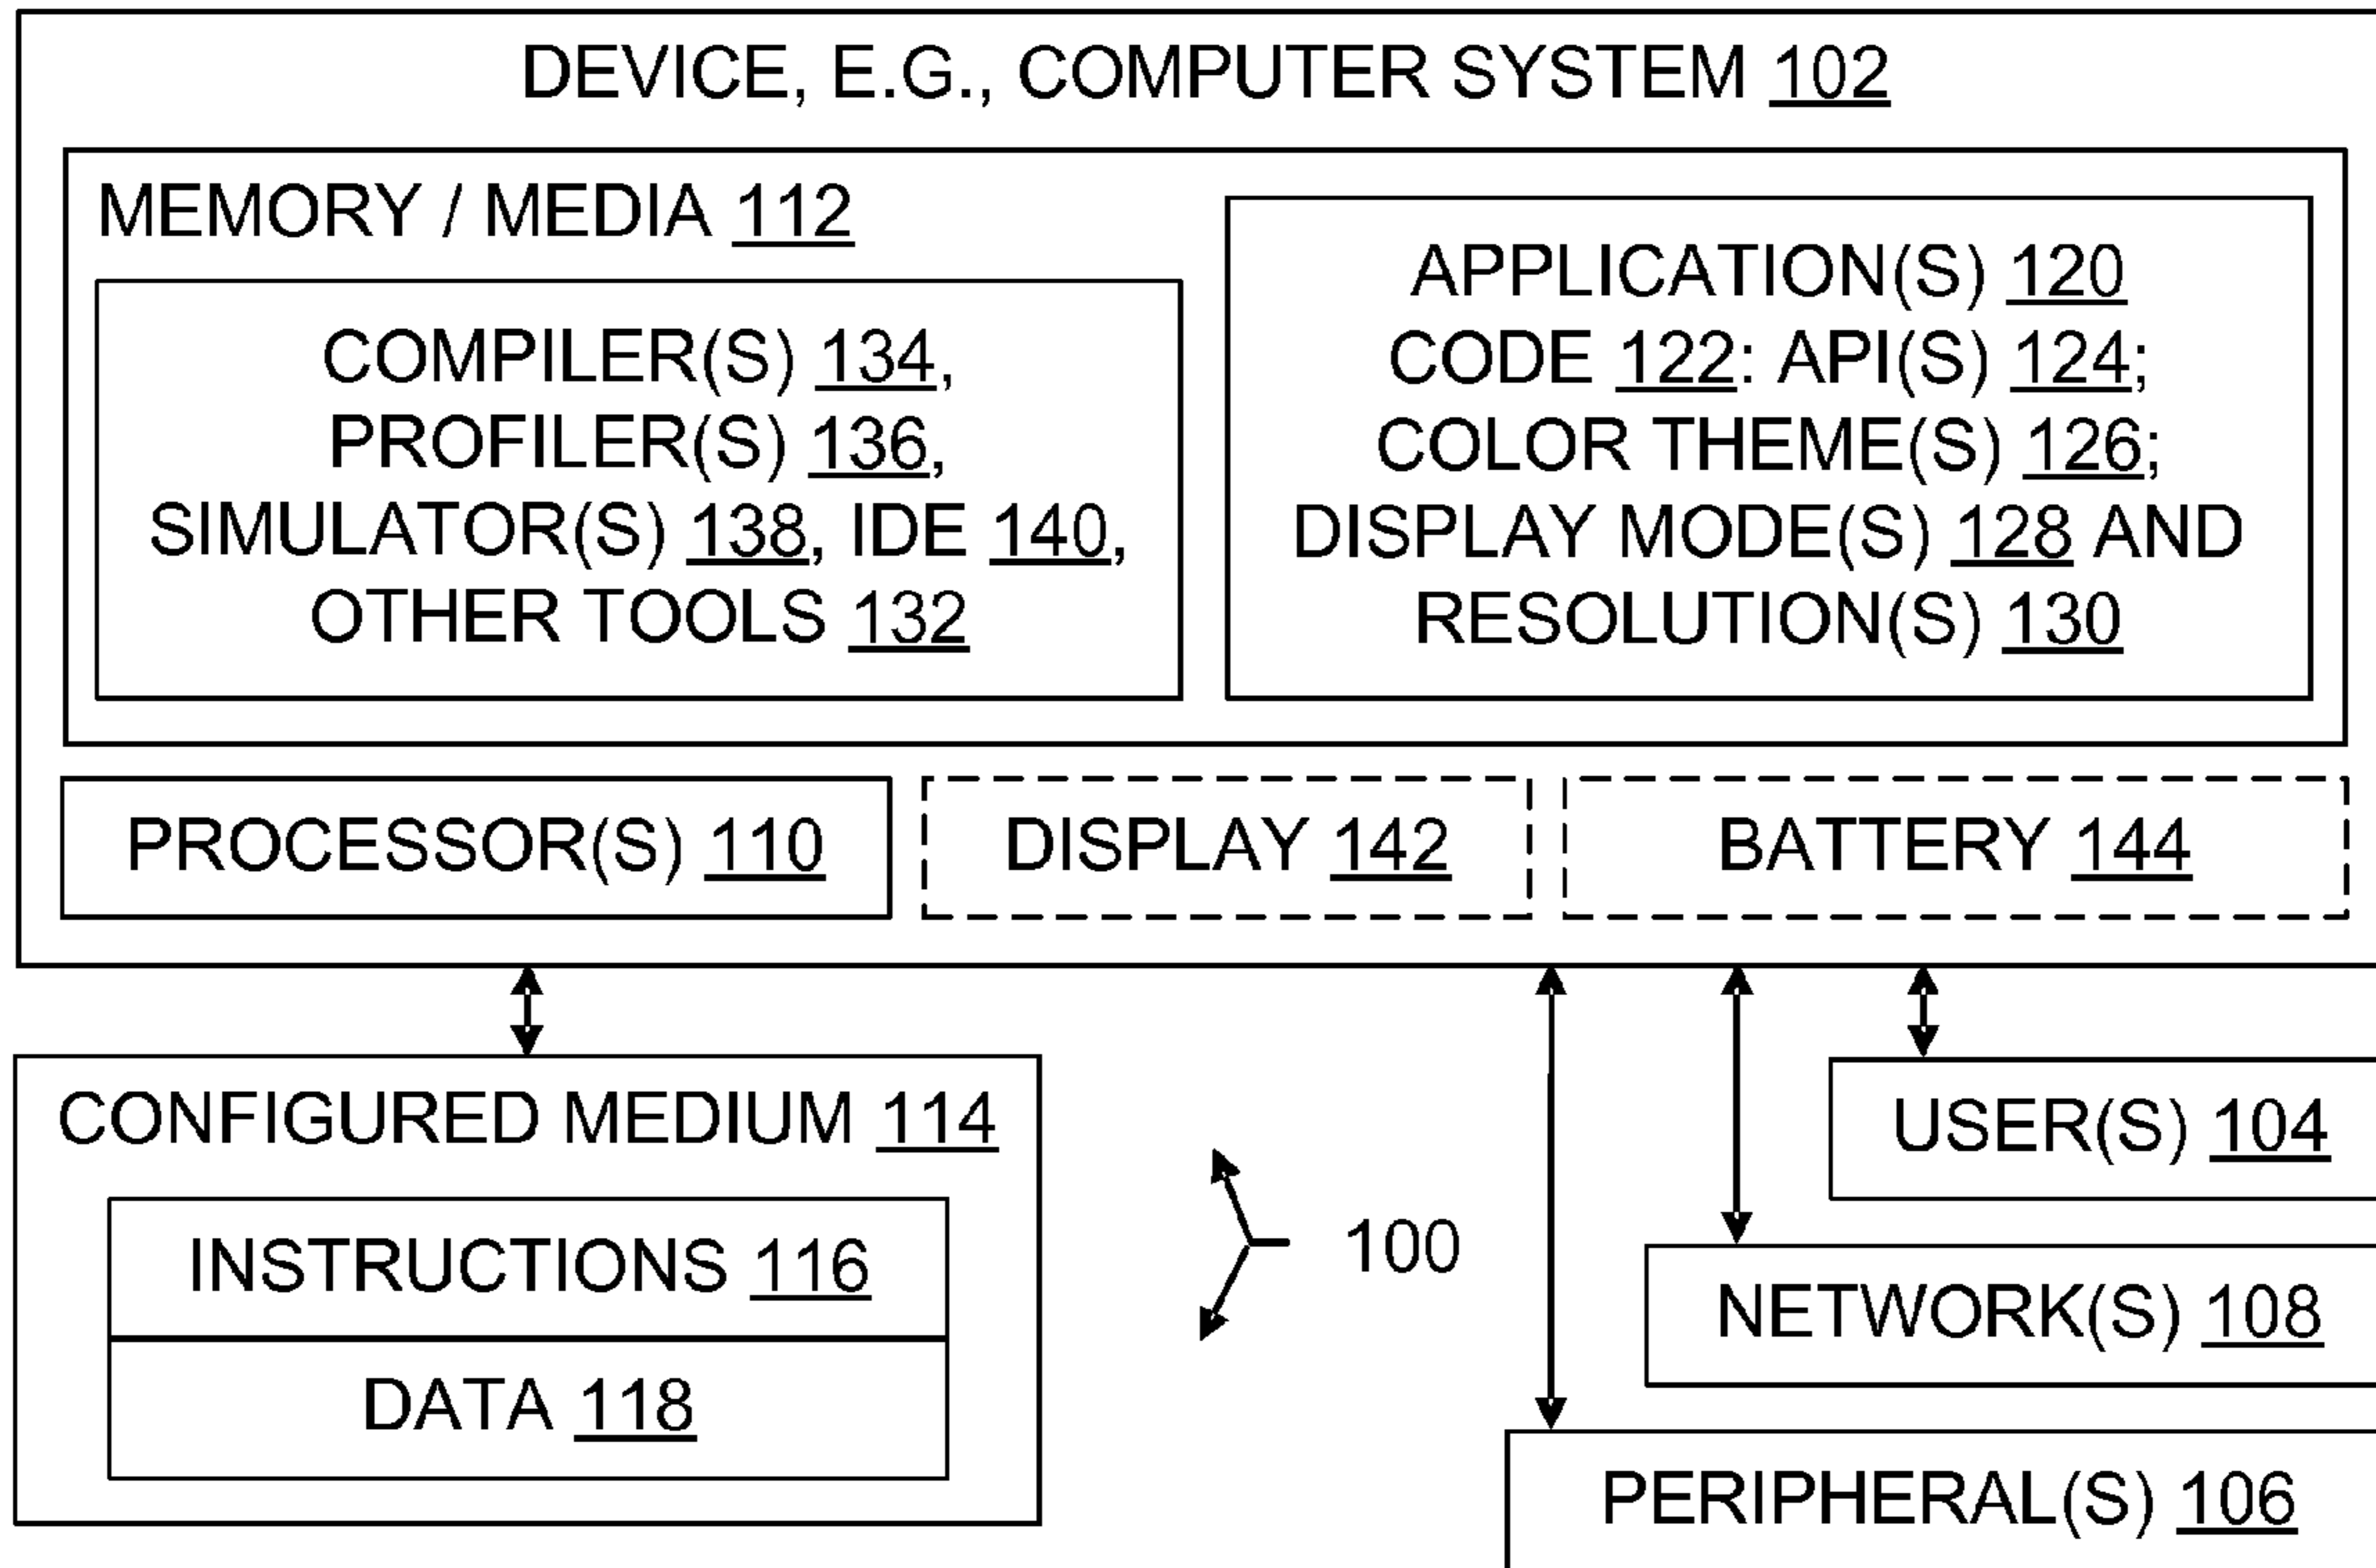 DEVICE, E.G., COMPUTER SYSTEM 102
MEMORY / MEDIA 112
COMPILER(S) 134,
PROFILER(S) 136,
SIMULATOR(S) 138, IDE 140,
OTHER TOOLS 132
APPLICATION(S) 120
CODE 122: API(S) 124;
COLOR THEME(S) 126;
DISPLAY MODE(S) 128 AND
RESOLUTION(S) 130
PROCESSOR(S) 110
DISPLAY 142
BATTERY 144
CONFIGURED MEDIUM 114
INSTRUCTIONS 116
DATA 118
100
USER(S) 104
NETWORK(S) 108
PERIPHERAL(S) 106